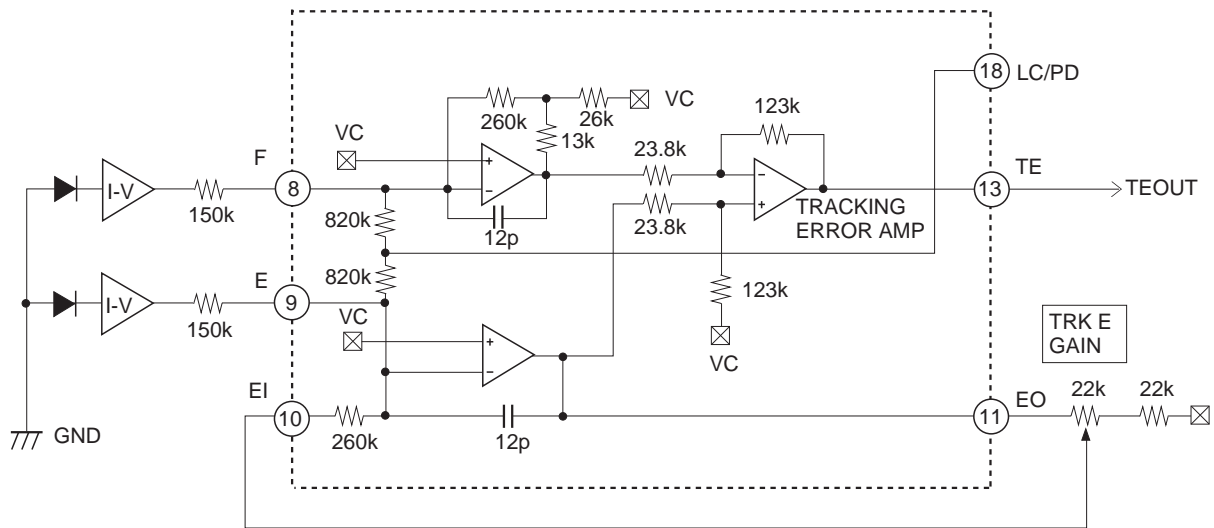 18
LC/PD
VC
260k
26k
13k
123k
VC
F
23.8k
I-V
8
TE
13
TEOUT
150k
820k
12p
TRACKING
ERROR AMP
23.8k
E
820k
I-V
9
123k
150k
VC
TRK E
GAIN
VC
EI
EO
22k
22k
10
11
GND
260k
12p